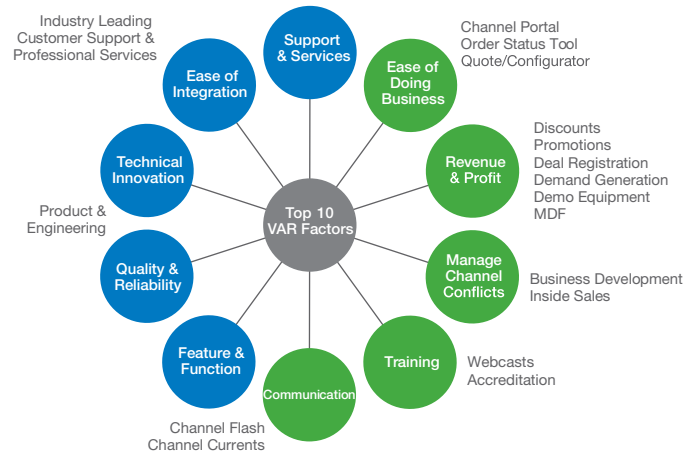 Industry Leading
Customer Support &
Professional Services
Support
& Services
Channel Portal
Order Status Tool
Quote/Configurator
Ease of
Integration
Ease of
Doing
Business
Technical
Innovation
Discounts
Promotions
Deal Registration
Demand Generation
Demo Equipment
MDF
Revenue
& Profit
Top 10
VAR Factors
Product &
Engineering
Quality &
Reliability
Manage
Channel
Conflicts
Business Development
Inside Sales
Feature &
Function
Training
Webcasts
Accreditation
Communication
Channel Flash
Channel Currents